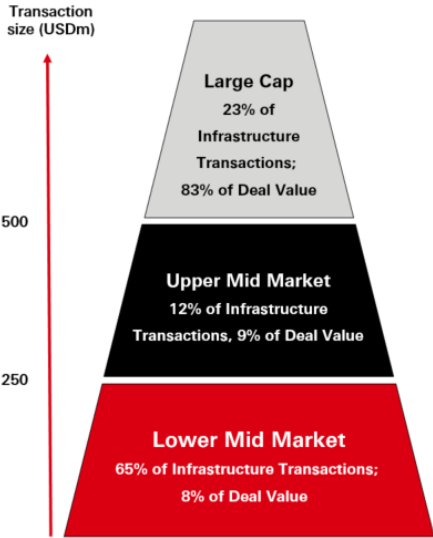 Transaction
size (USDm)
Large Cap
23% of
Infrastructure
Transactions;
83% of Deal Value
500
Upper Mid Market
12% of Infrastructure
Transactions, 9% of Deal Value
250
Lower Mid Market
65% of Infrastructure Transactions;
8% of Deal Value